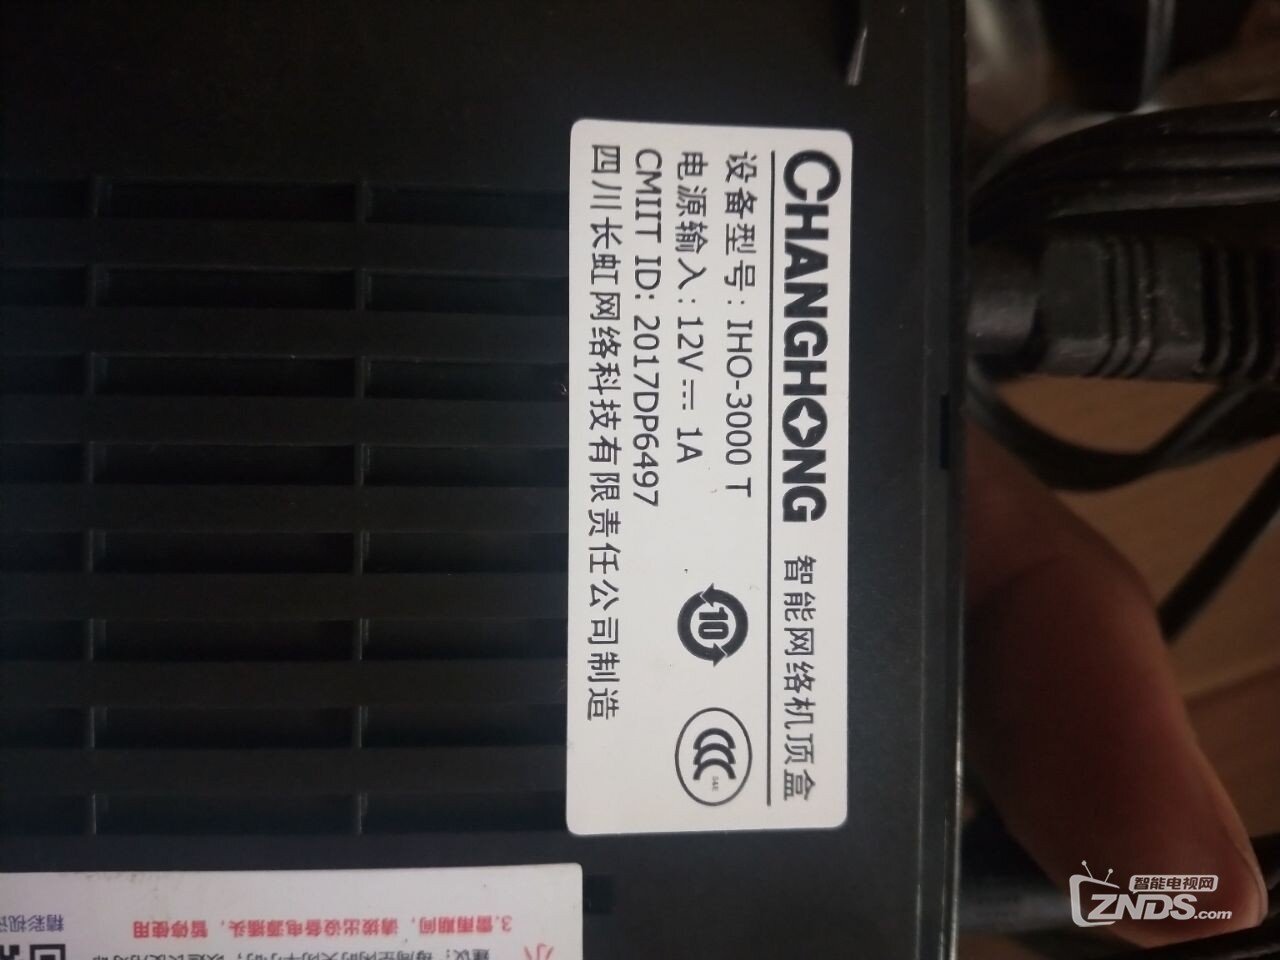 CHANGHONG 智能网络机顶盒
设备型号：IHO-3000 T
电源输入：12V⎓1A
CMIIT ID: 2017DP6497
四川长虹网络科技有限责任公司制造
10
3.雷雨期间，请拔出设备电源插头，暂停使用
精彩视
智能电视网
ZNDS.com